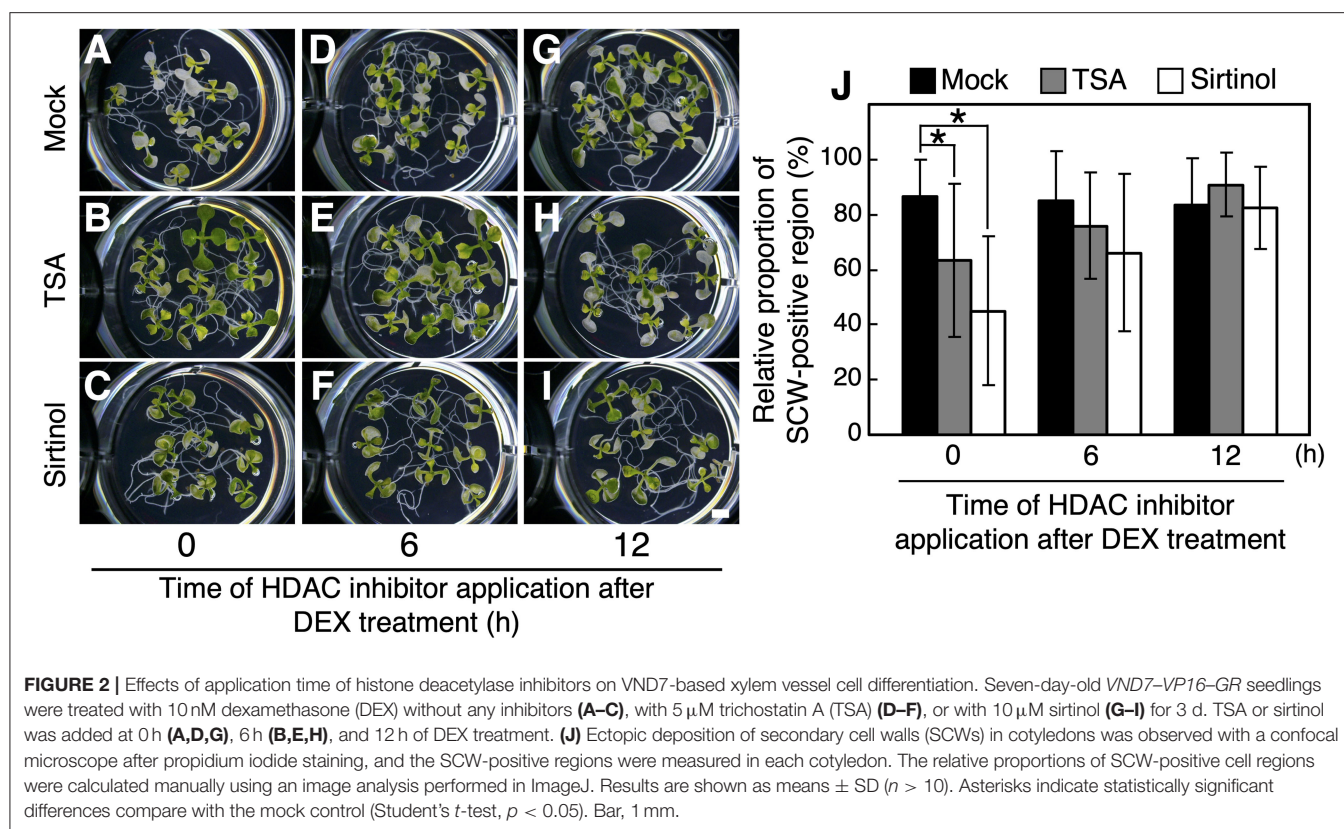 A
D
G
Mock
B
E
H
TSA
C
F
I
Sirtinol
0 6 12
Time of HDAC inhibitor application after
DEX treatment (h)
J
Mock TSA Sirtinol
* *
Relative proportion of
SCW-positive region (%)
100
80
60
40
20
0
0 6 12 (h)
Time of HDAC inhibitor
application after DEX treatment
FIGURE 2 | Effects of application time of histone deacetylase inhibitors on VND7-based xylem vessel cell differentiation. Seven-day-old VND7–VP16–GR seedlings
were treated with 10 nM dexamethasone (DEX) without any inhibitors (A–C), with 5 μM trichostatin A (TSA) (D–F), or with 10 μM sirtinol (G–I) for 3 d. TSA or sirtinol
was added at 0 h (A,D,G), 6 h (B,E,H), and 12 h of DEX treatment. (J) Ectopic deposition of secondary cell walls (SCWs) in cotyledons was observed with a confocal
microscope after propidium iodide staining, and the SCW-positive regions were measured in each cotyledon. The relative proportions of SCW-positive cell regions
were calculated manually using an image analysis performed in ImageJ. Results are shown as means ± SD (n > 10). Asterisks indicate statistically significant
differences compare with the mock control (Student's t-test, p < 0.05). Bar, 1 mm.